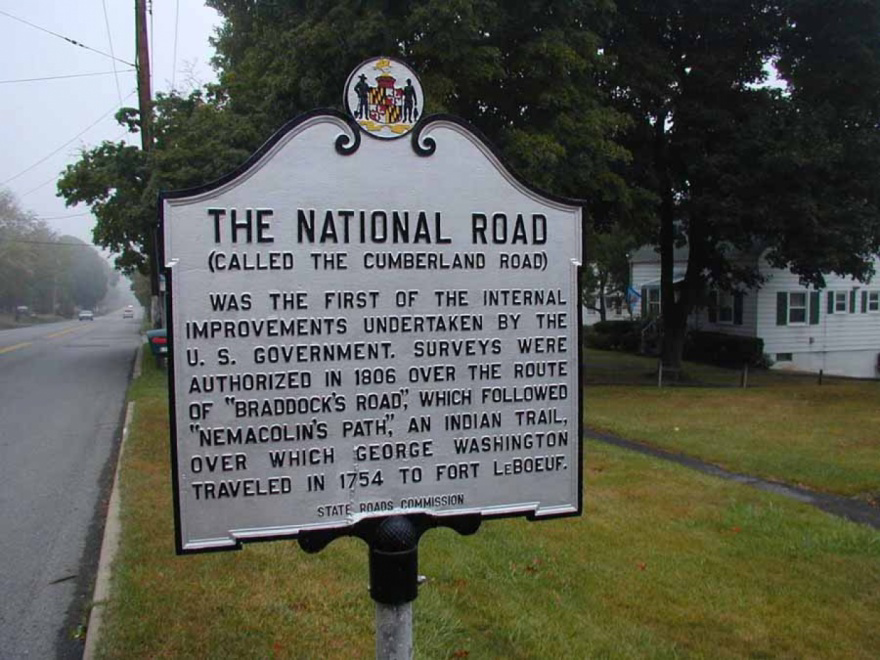 THE NATIONAL ROAD
(CALLED THE CUMBERLAND ROAD)
WAS THE FIRST OF THE INTERNAL
IMPROVEMENTS UNDERTAKEN BY THE
U. S. GOVERNMENT. SURVEYS WERE
AUTHORIZED IN 1806 OVER THE ROUTE
OF "BRADDOCK'S ROAD", WHICH FOLLOWED
"NEMACOLIN'S PATH", AN INDIAN TRAIL,
OVER WHICH GEORGE WASHINGTON
TRAVELED IN 1754 TO FORT LEBOEUF.
STATE ROADS COMMISSION